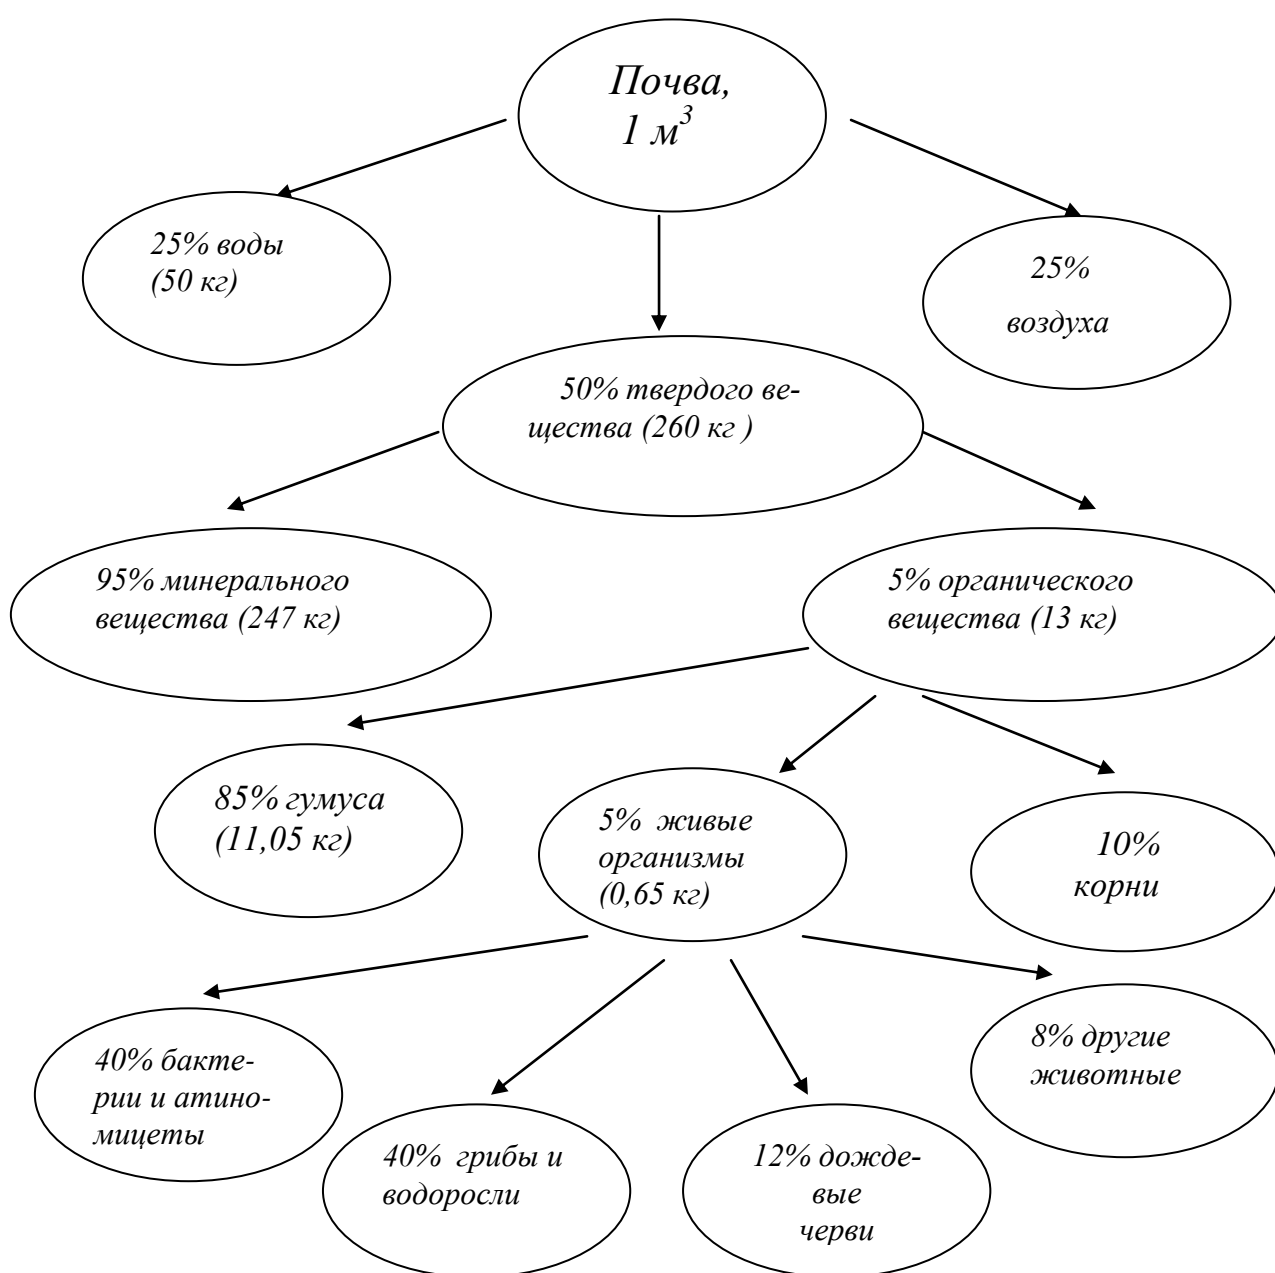 Почва,
1 м³
25% воды
(50 кг)
25%
воздуха
50% твердого ве-
щества (260 кг )
95% минерального
вещества (247 кг)
5% органического
вещества (13 кг)
85% гумуса
(11,05 кг)
5% живые
организмы
(0,65 кг)
10%
корни
40% бакте-
рии и атино-
мицеты
40% грибы и
водоросли
12% дожде-
вые
черви
8% другие
животные